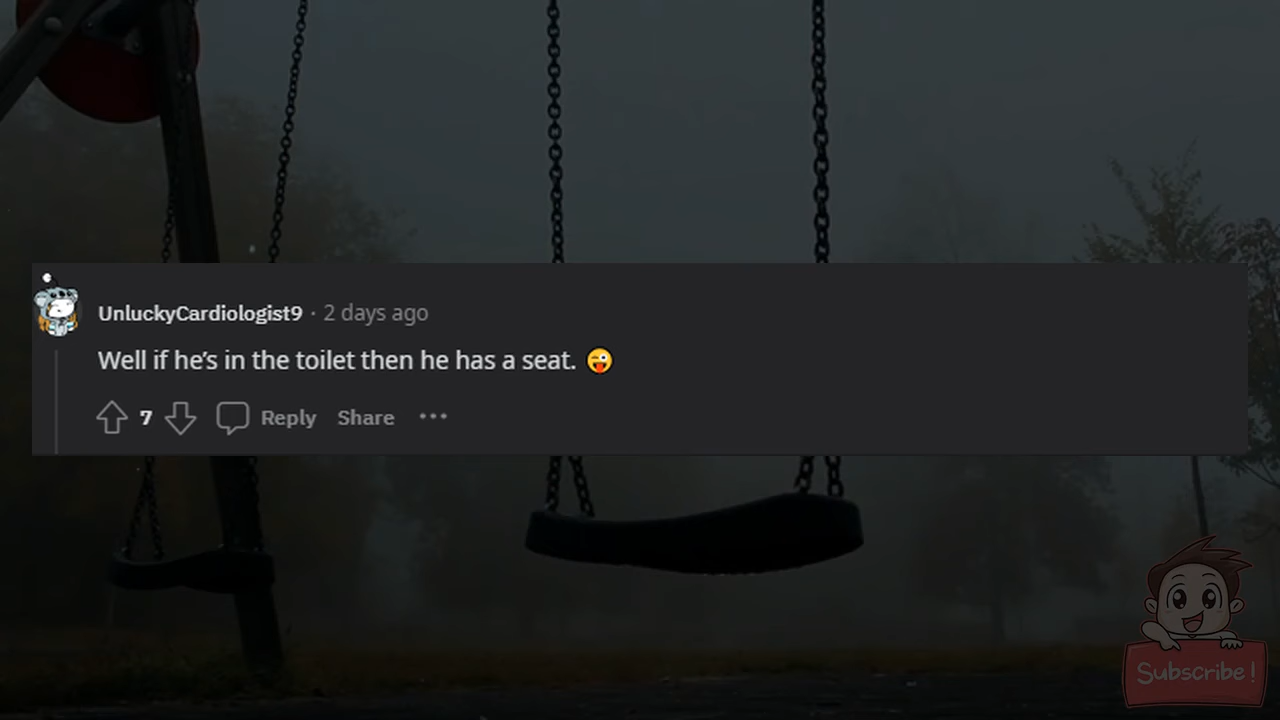 UnluckyCardiologist9 · 2 days ago
Well if he's in the toilet then he has a seat. 😜
7 Reply Share ···
Subscribe!